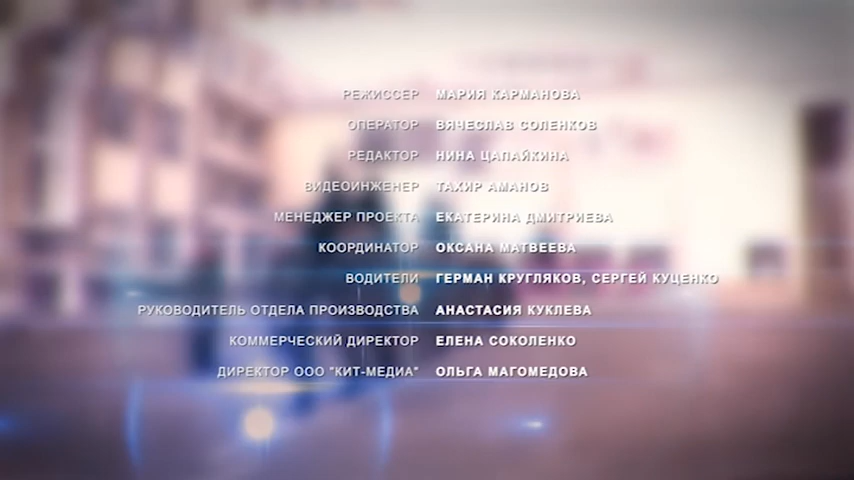 РЕЖИССЕР МАРИЯ КАРМАНОВА
ОПЕРАТОР ВЯЧЕСЛАВ СОЛЕНКОВ
РЕДАКТОР НИНА ЦАПАЙКИНА
ВИДЕОИНЖЕНЕР ТАХИР АМАНОВ
МЕНЕДЖЕР ПРОЕКТА ЕКАТЕРИНА ДМИТРИЕВА
КООРДИНАТОР ОКСАНА МАТВЕЕВА
ВОДИТЕЛИ ГЕРМАН КРУГЛЯКОВ, СЕРГЕЙ КУЦЕНКО
РУКОВОДИТЕЛЬ ОТДЕЛА ПРОИЗВОДСТВА АНАСТАСИЯ КУКЛЕВА
КОММЕРЧЕСКИЙ ДИРЕКТОР ЕЛЕНА СОКОЛЕНКО
ДИРЕКТОР ООО "КИТ-МЕДИА" ОЛЬГА МАГОМЕДОВА